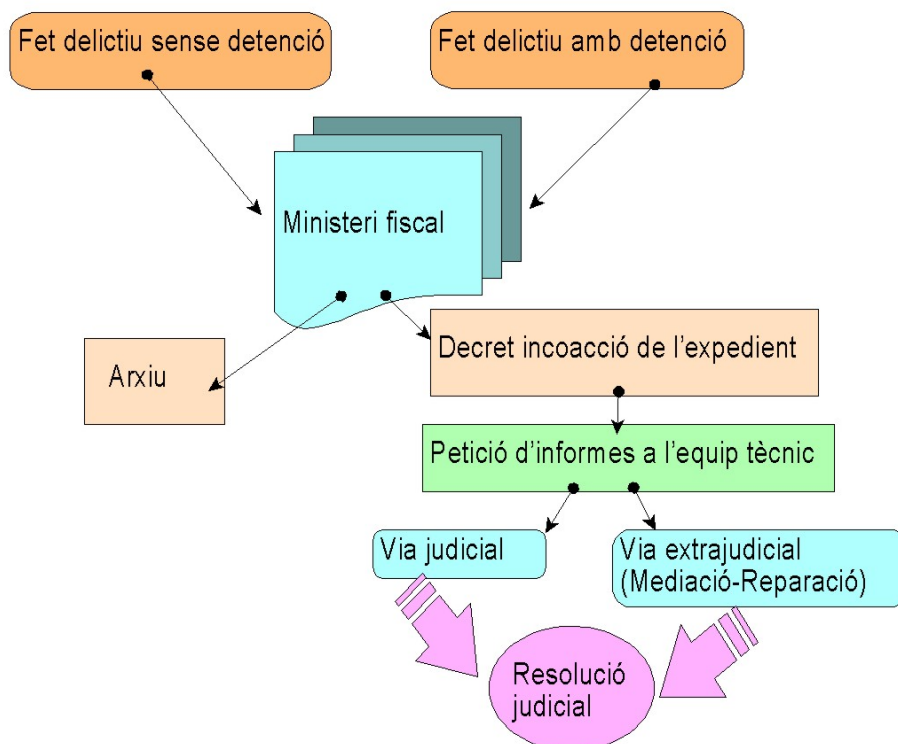 Fet delictiu sense detenció
Fet delictiu amb detenció
Ministeri fiscal
Arxiu
Decret incoacció de l'expedient
Petició d'informes a l'equip tècnic
Via judicial
Via extrajudicial
(Mediació-Reparació)
Resolució
judicial